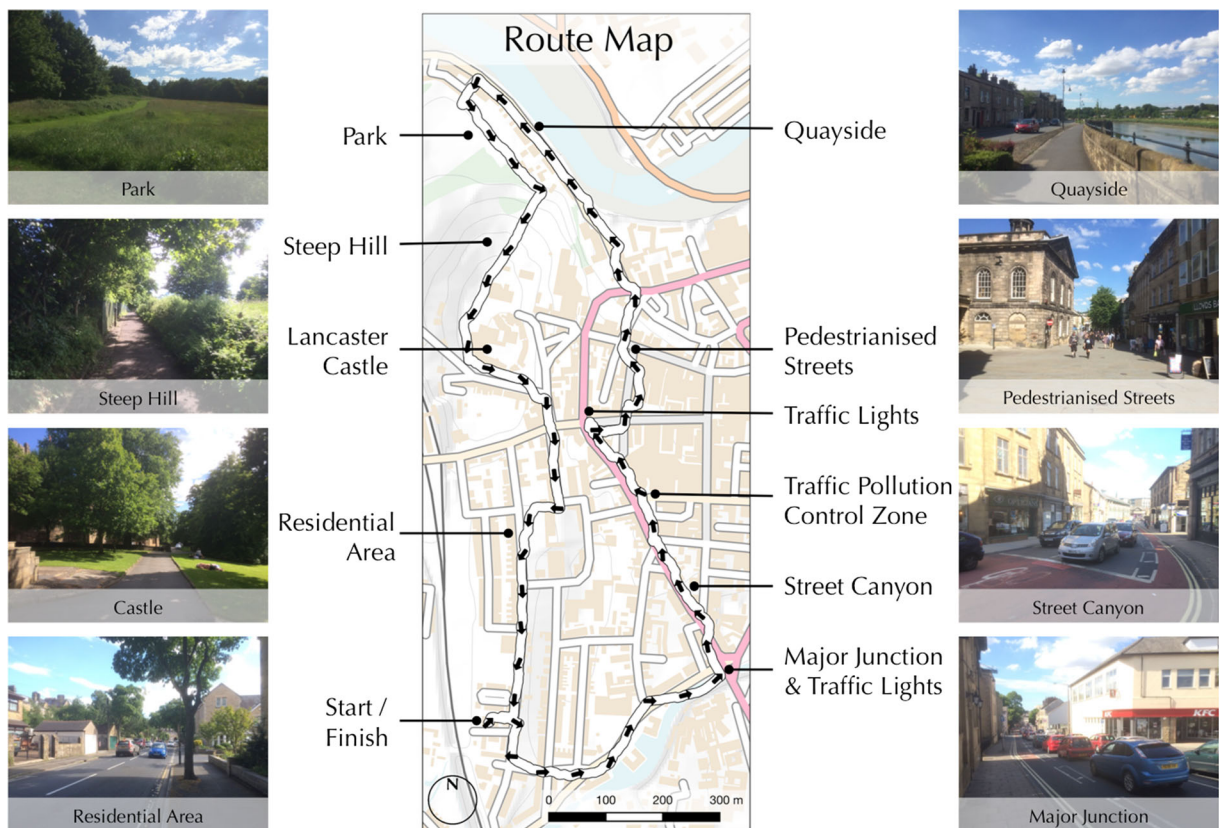 Route Map
Park
Steep Hill
Castle
Residential Area
Park
Steep Hill
Lancaster
Castle
Residential
Area
Start /
Finish
N
0 100 200 300 m
Quayside
Pedestrianised
Streets
Traffic Lights
Traffic Pollution
Control Zone
Street Canyon
Major Junction
& Traffic Lights
Quayside
Pedestrianised Streets
Street Canyon
KFC
Major Junction